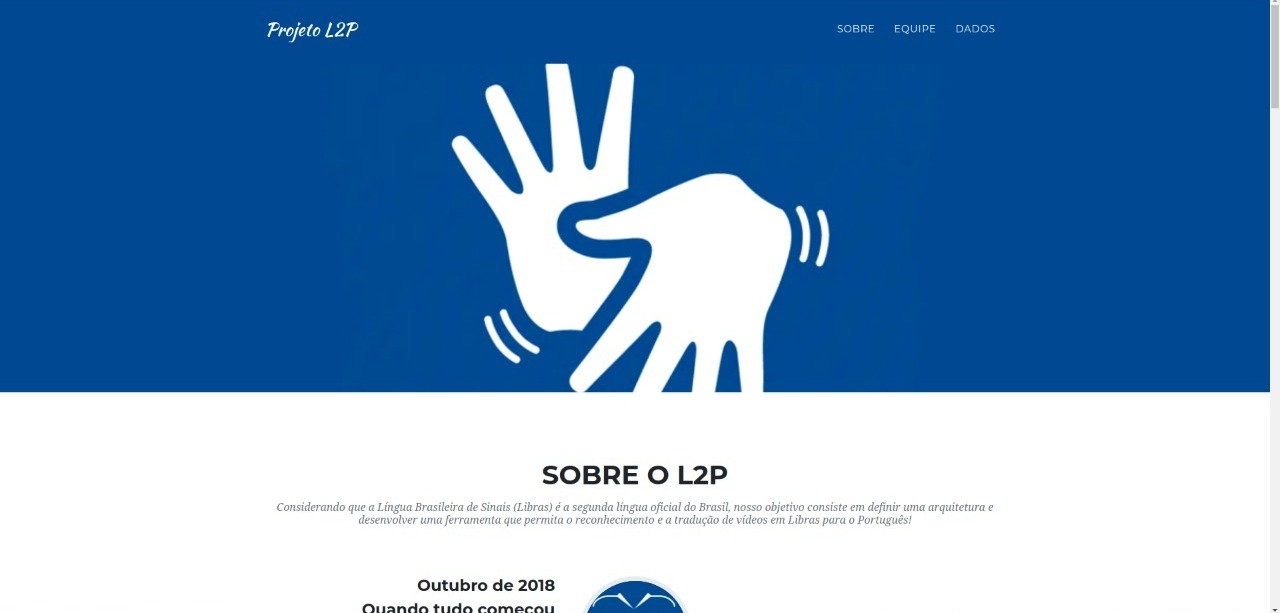 Projeto L2P
SOBRE EQUIPE DADOS
SOBRE O L2P
Considerando que a Língua Brasileira de Sinais (Libras) é a segunda língua oficial do Brasil, nosso objetivo consiste em definir uma arquitetura e
desenvolver uma ferramenta que permita o reconhecimento e a tradução de vídeos em Libras para o Português!
Outubro de 2018
Quando tudo começou